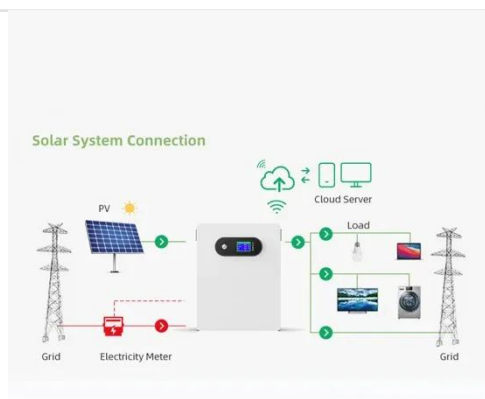 Solar System Connection
PV
Cloud Server
Load
Grid
Electricity Meter
Grid